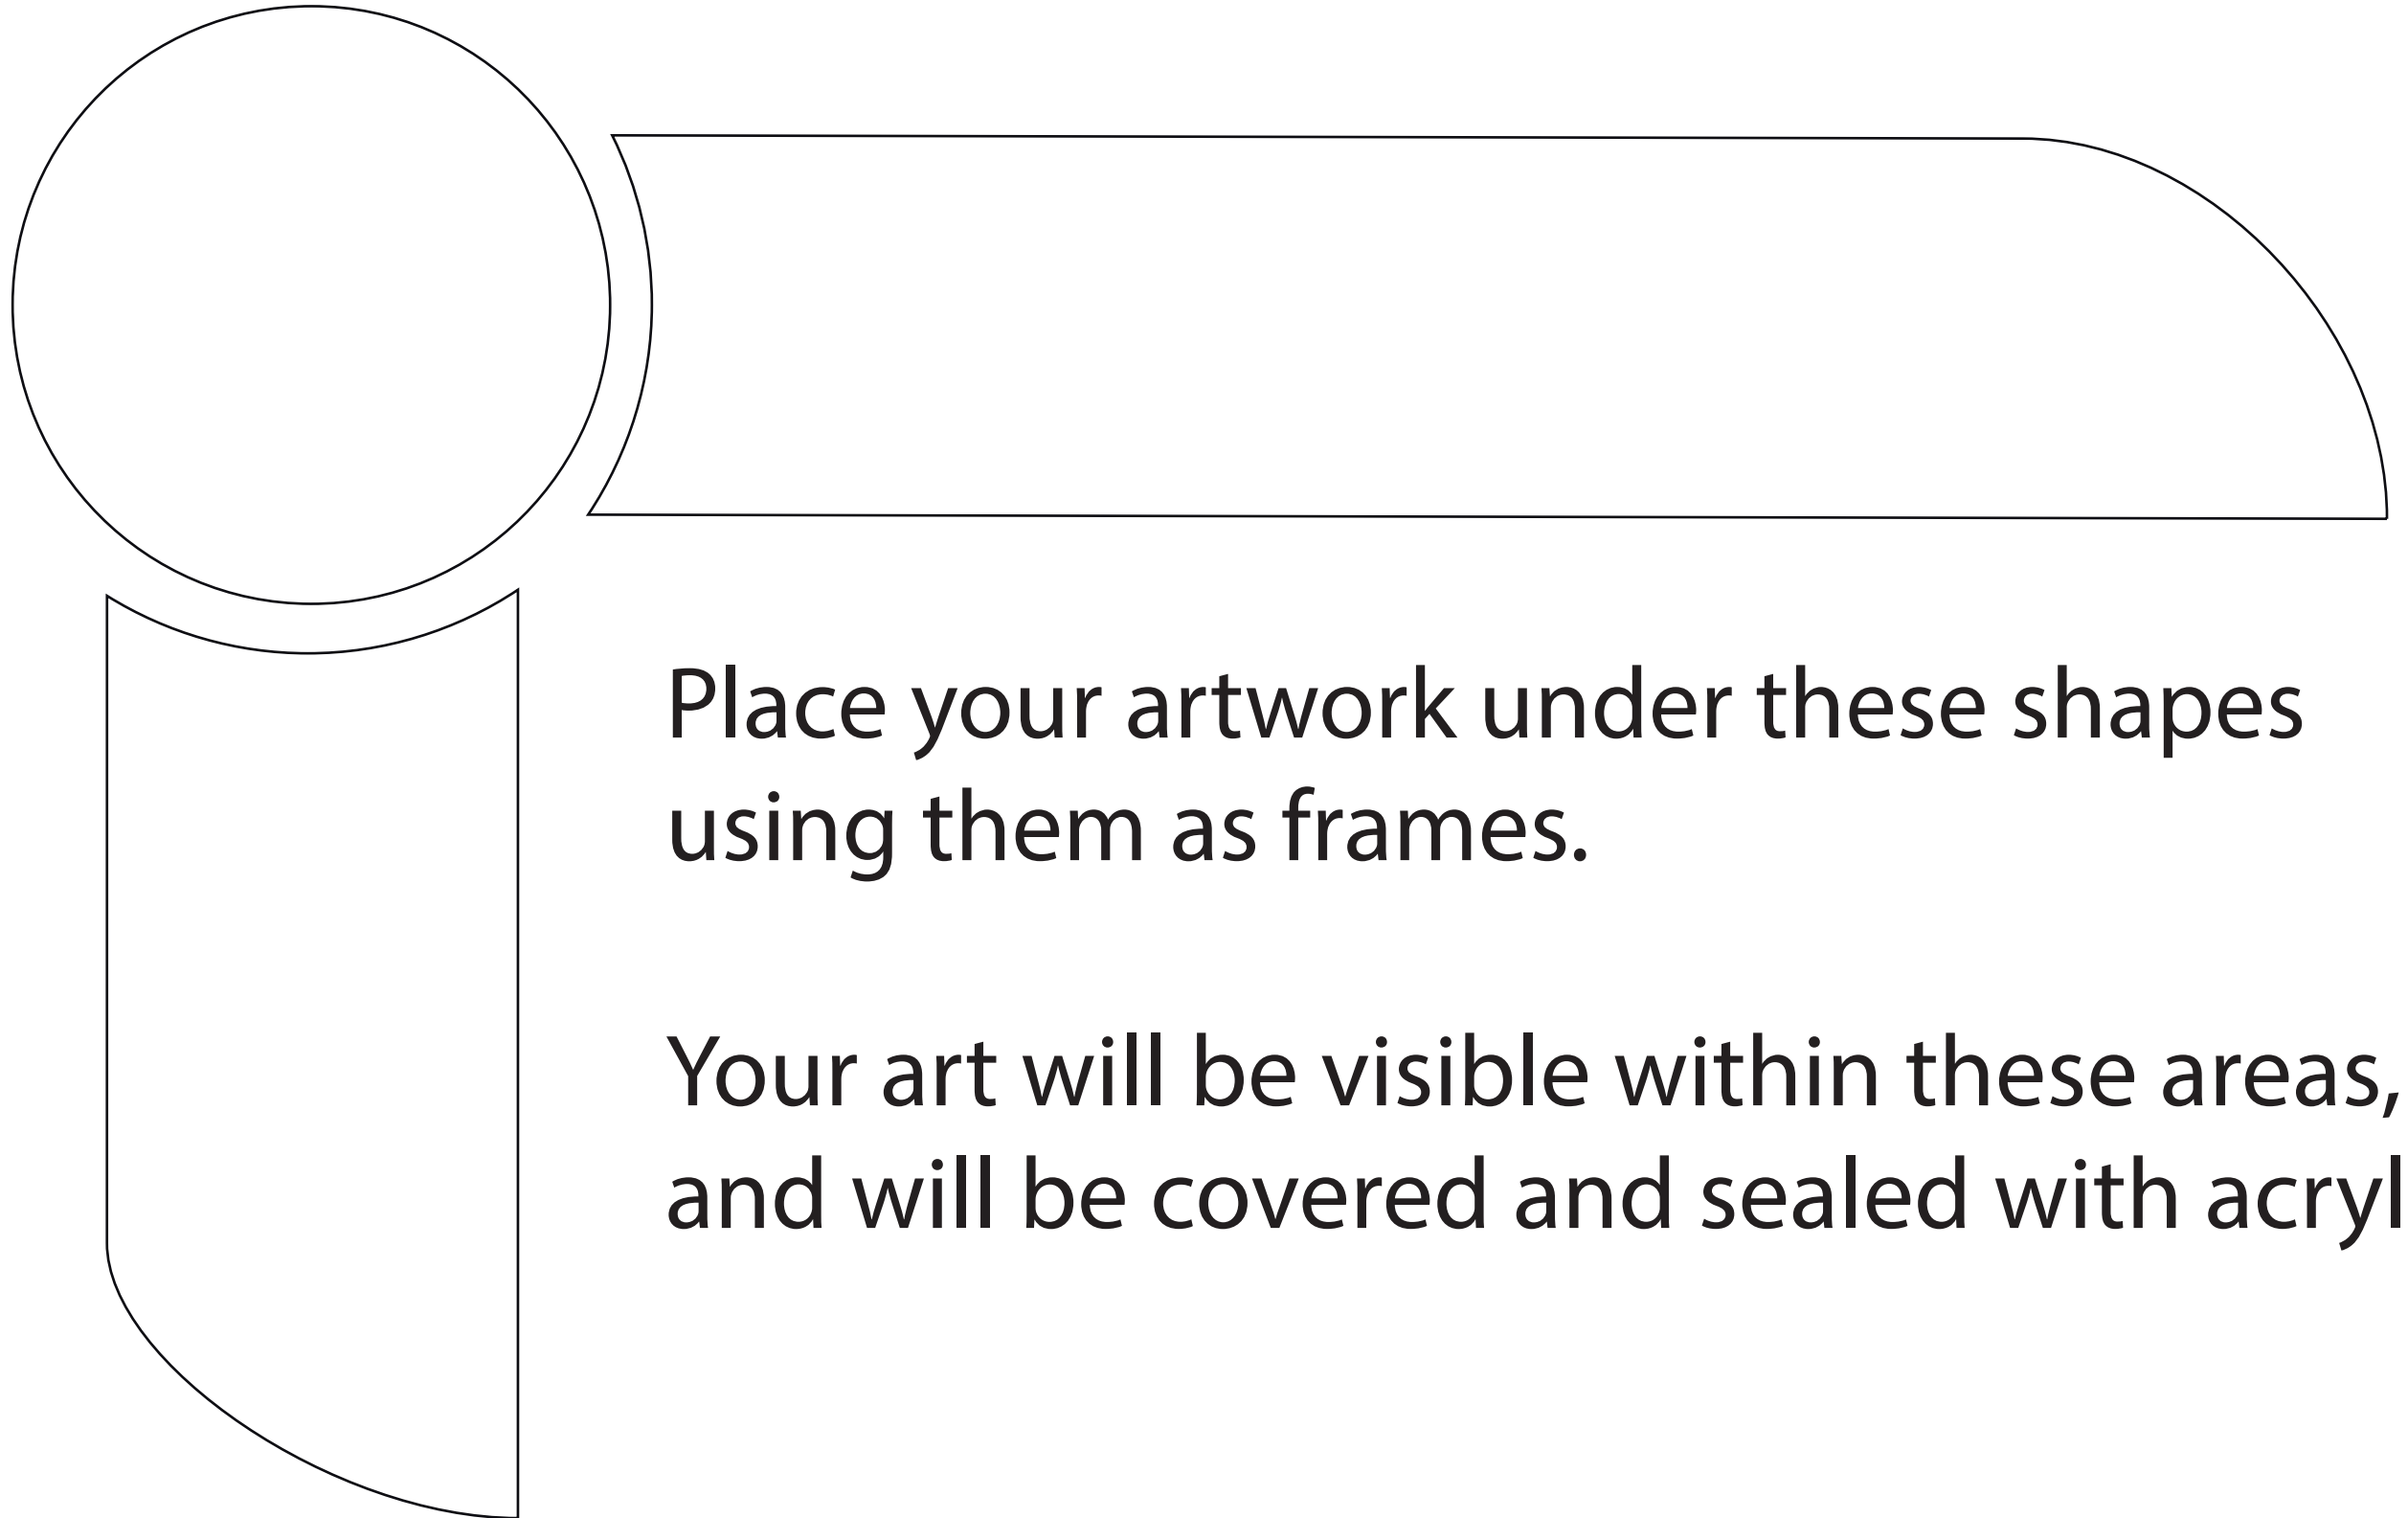 Place your artwork under these shapes
using them as frames.
Your art will be visible within these areas,
and will be covered and sealed with acryl